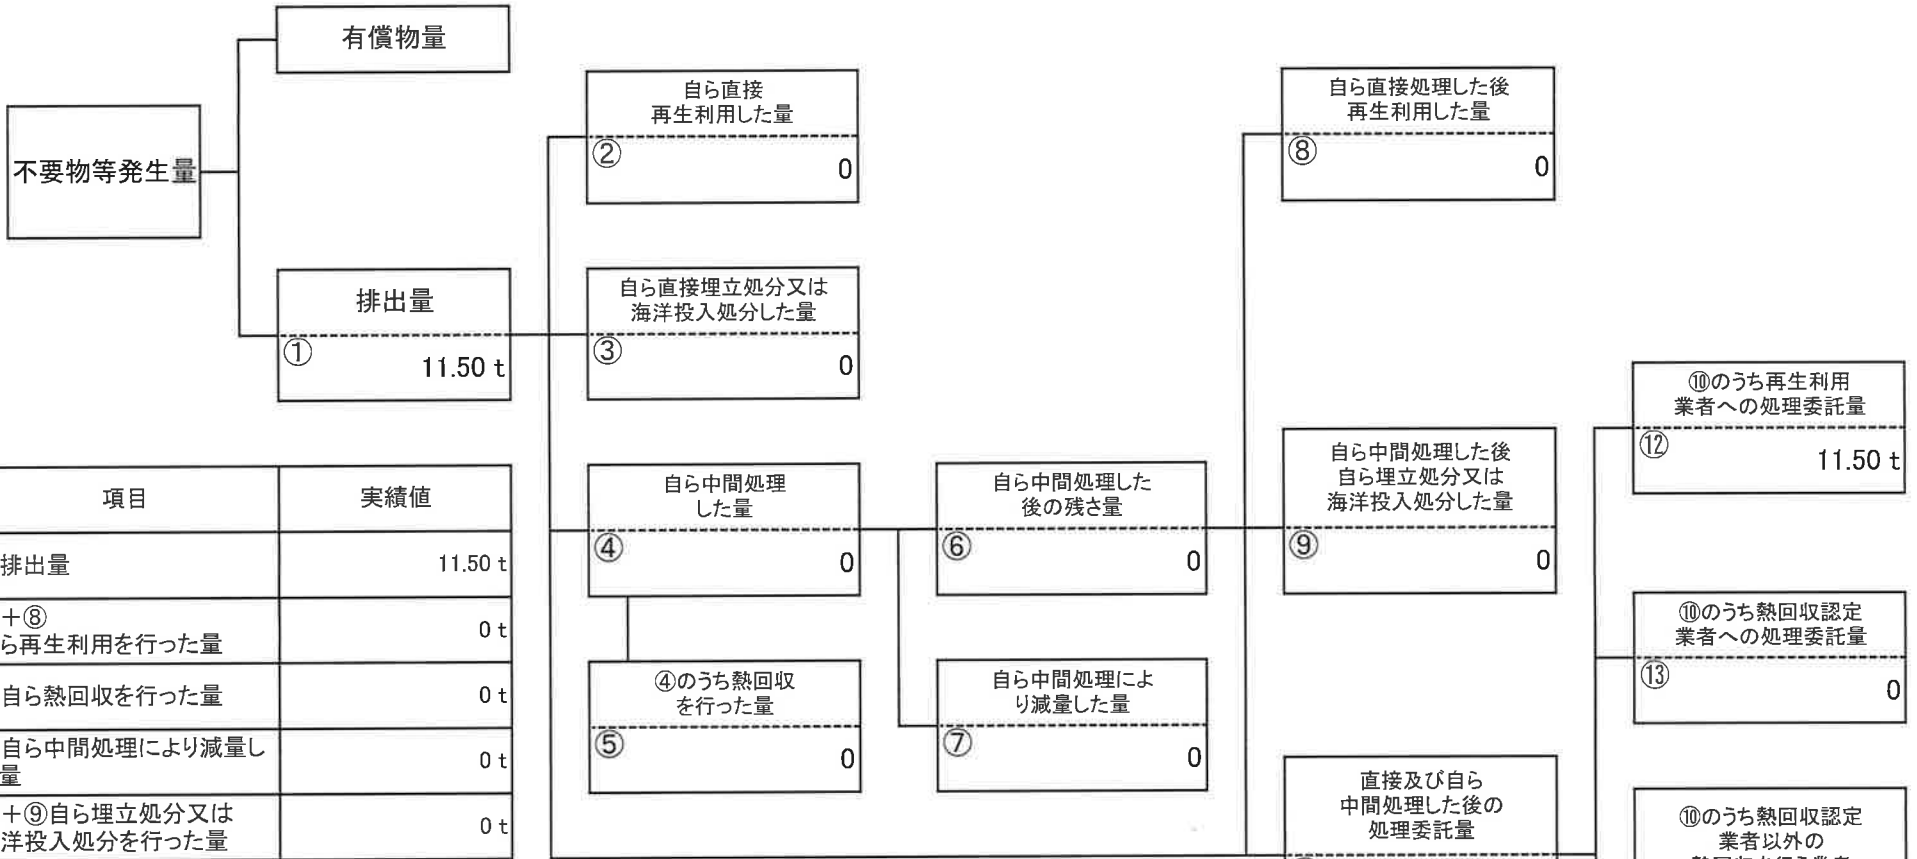 有償物量
不要物等発生量
排出量
①
11.50 t
自ら直接
再生利用した量
②
0
自ら直接埋立処分又は
海洋投入処分した量
③
0
自ら中間処理
した量
④
0
④のうち熱回収
を行った量
⑤
0
自ら中間処理した
後の残さ量
⑥
0
自ら中間処理によ
り減量した量
⑦
0
自ら直接処理した後
再生利用した量
⑧
0
自ら中間処理した後
自ら埋立処分又は
海洋投入処分した量
⑨
0
直接及び自ら
中間処理した後の
処理委託量
⑩のうち再生利用
業者への処理委託量
⑫
11.50 t
⑩のうち熱回収認定
業者への処理委託量
⑬
0
⑩のうち熱回収認定
業者以外の
項目 実績値
排出量 11.50 t
+⑧
ら再生利用を行った量 0 t
自ら熱回収を行った量 0 t
自ら中間処理により減量し
量 0 t
+⑨自ら埋立処分又は
洋投入処分を行った量 0 t